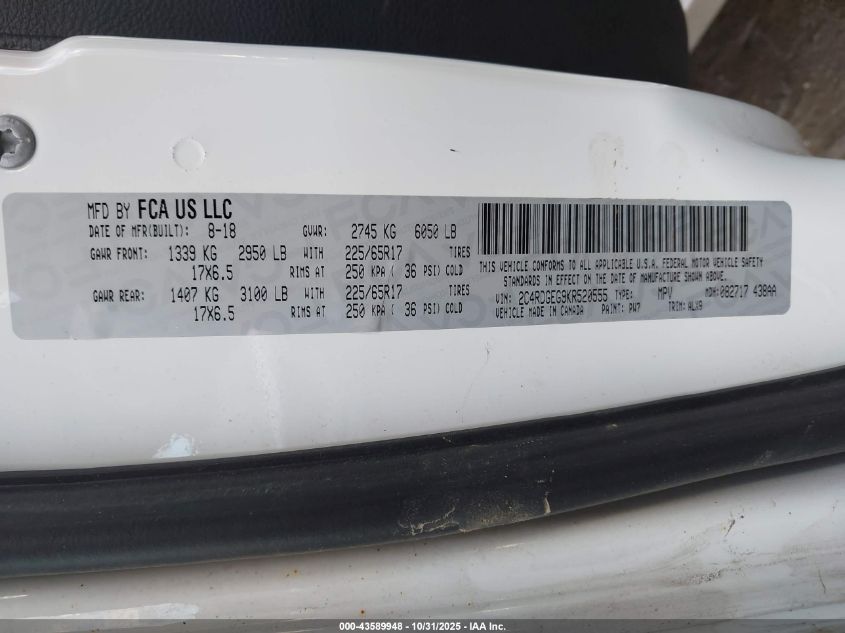 MFD BY FCA US LLC
DATE OF MFR(BUILT): 8-18 GVWR: 2745 KG 6050 LB
GAWR FRONT: 1339 KG 2950 LB WITH 225/65R17 TIRES
17X6.5 RIMS AT 250 KPA ( 36 PSI) COLD
GAWR REAR: 1407 KG 3100 LB WITH 225/65R17 TIRES
17X6.5 RIMS AT 250 KPA ( 36 PSI) COLD
THIS VEHICLE CONFORMS TO ALL APPLICABLE U.S.A. FEDERAL MOTOR VEHICLE SAFETY
STANDARDS IN EFFECT ON THE DATE OF MANUFACTURE SHOWN ABOVE.
VIN: 2C4RDGEG9KR520555 TYPE: MPV MDH: 082717 438AA
VEHICLE MADE IN CANADA PAINT: PW7 TRIM: ALX9
000-43589948 • 10/31/2025 • IAA Inc.